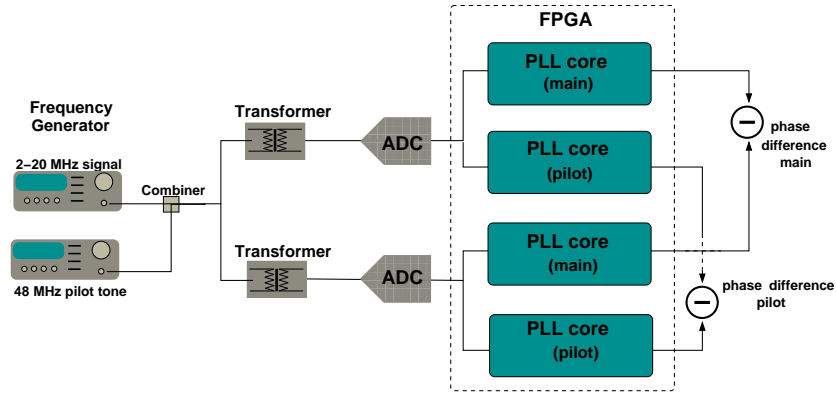 FPGA
PLL core
(main)
Frequency
Generator
Transformer
ADC
phase
difference
main
2–20 MHz signal
PLL core
(pilot)
Combiner
Transformer
PLL core
(main)
ADC
48 MHz pilot tone
phase difference
pilot
PLL core
(pilot)